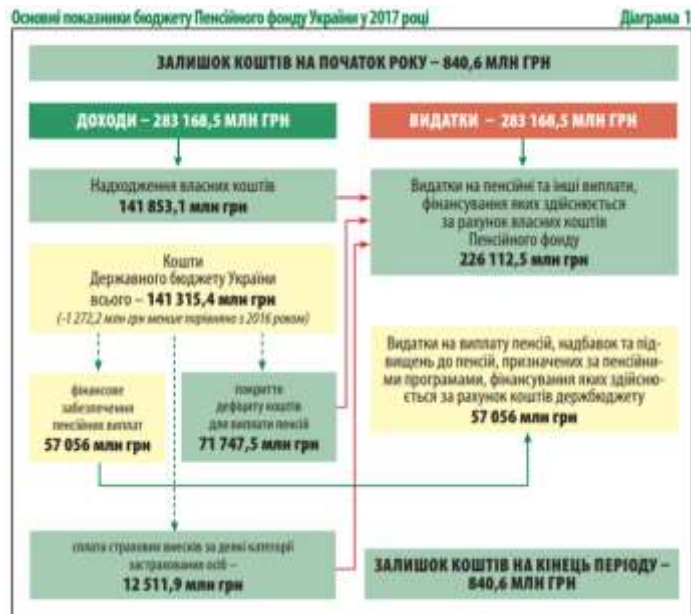 Основні показники бюджету Пенсійного фонду України у 2017 році
Діаграма 1
ЗАЛИШОК КОШТІВ НА ПОЧАТОК РОКУ – 840,6 МЛН ГРН
ДОХОДИ – 283 168,5 МЛН ГРН
ВИДАТКИ – 283 168,5 МЛН ГРН
Надходження власних коштів
141 853,1 млн грн
Видатки на пенсійні та інші виплати,
фінансування яких здійснюється
за рахунок власних коштів
Пенсійного фонду
226 112,5 млн грн
Кошти
Державного бюджету України
всього – 141 315,4 млн грн
(-1 272,2 млн грн менше порівняно з 2016 роком)
Видатки на виплату пенсій, надбавок та під-
вищень до пенсій, призначених за пенсійни-
ми програмами, фінансування яких здійсню-
ється за рахунок коштів держбюджету
57 056 млн грн
фінансове
забезпечення
пенсійних виплат
57 056 млн грн
покриття
дефіциту коштів
для виплати пенсій
71 747,5 млн грн
сплата страхових внесків за деякі категорії
застрахованих осіб –
12 511,9 млн грн
ЗАЛИШОК КОШТІВ НА КІНЕЦЬ ПЕРІОДУ –
840,6 МЛН ГРН